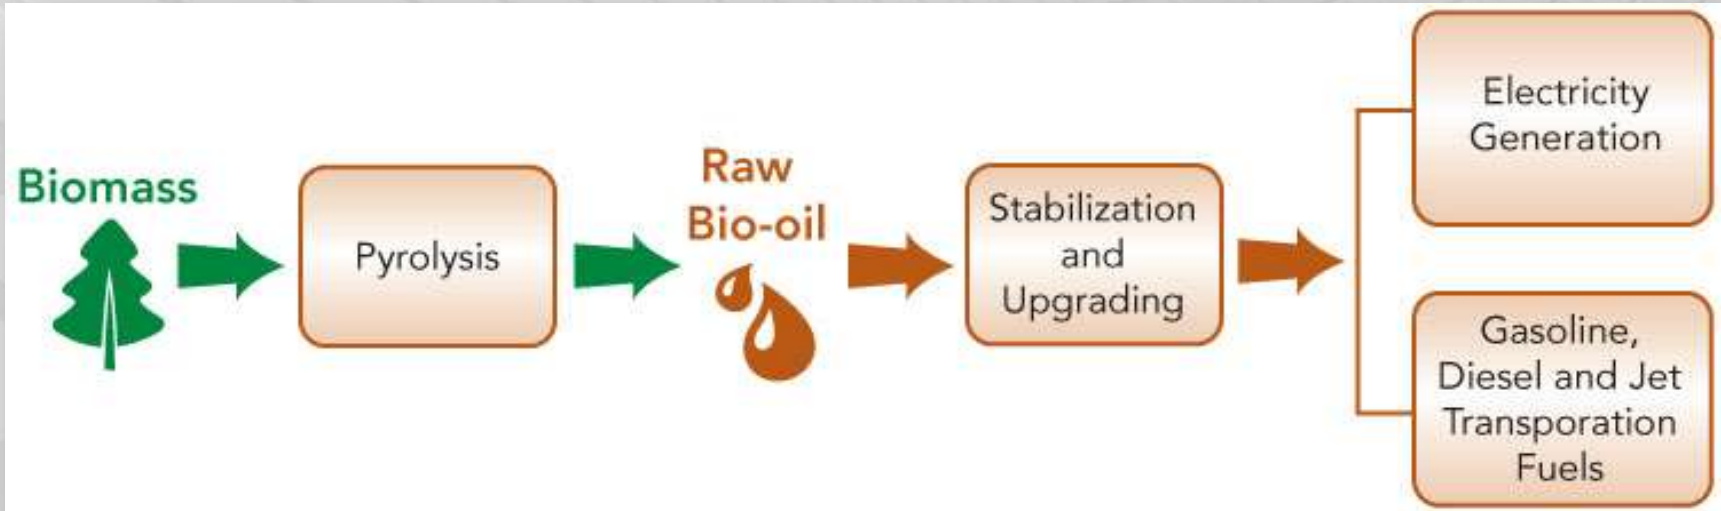 Biomass
Pyrolysis
Raw
Bio-oil
Stabilization
and
Upgrading
Electricity
Generation
Gasoline,
Diesel and Jet
Transporation
Fuels